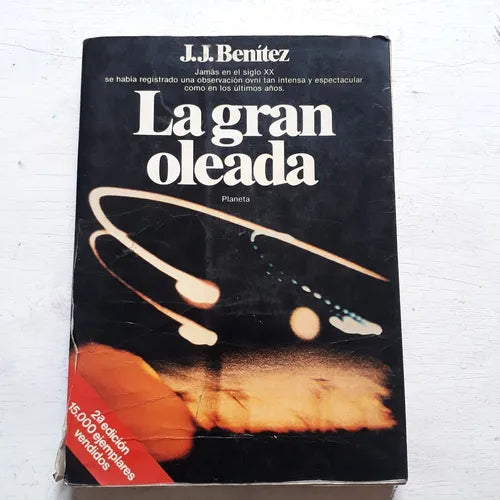 J.J. Benítez
Jamás en el siglo XX
se había registrado una observación ovni tan intensa y espectacular
como en los últimos años.
La gran
oleada
Planeta
2ª edición
15.000 ejemplares
vendidos